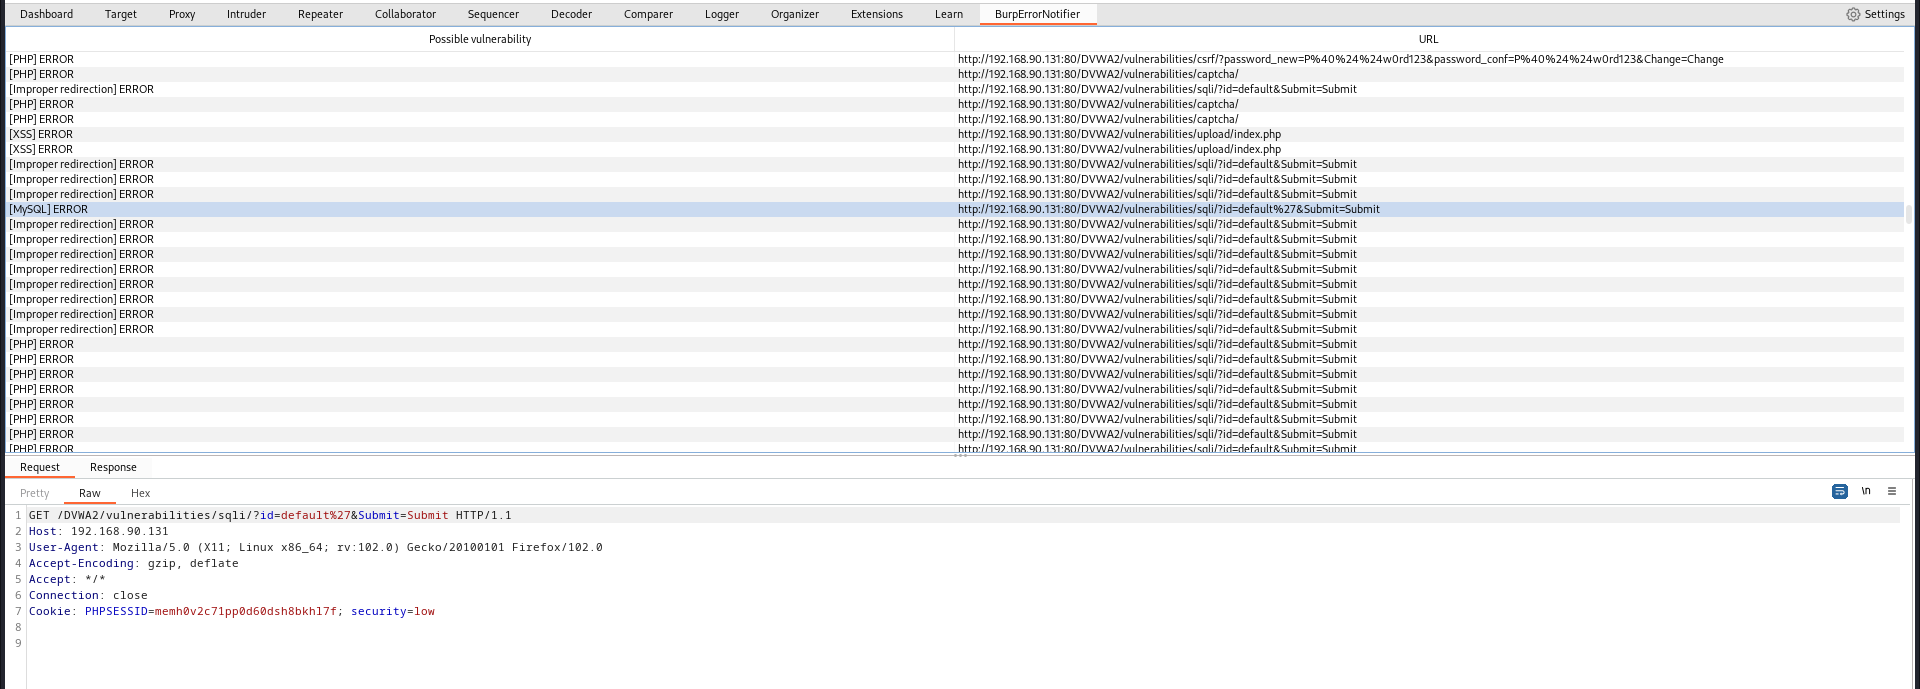 Dashboard Target Proxy Intruder Repeater Collaborator Sequencer Decoder Comparer Logger Organizer Extensions Learn BurpErrorNotifier Settings
Possible vulnerability URL
[PHP] ERROR http://192.168.90.131:80/DVWA2/vulnerabilities/csrf/?password_new=P%40%24%24w0rd123&password_conf=P%40%24%24w0rd123&Change=Change
[PHP] ERROR http://192.168.90.131:80/DVWA2/vulnerabilities/captcha/
[Improper redirection] ERROR http://192.168.90.131:80/DVWA2/vulnerabilities/sqli/?id=default&Submit=Submit
[PHP] ERROR http://192.168.90.131:80/DVWA2/vulnerabilities/captcha/
[PHP] ERROR http://192.168.90.131:80/DVWA2/vulnerabilities/captcha/
[XSS] ERROR http://192.168.90.131:80/DVWA2/vulnerabilities/upload/index.php
[XSS] ERROR http://192.168.90.131:80/DVWA2/vulnerabilities/upload/index.php
[Improper redirection] ERROR http://192.168.90.131:80/DVWA2/vulnerabilities/sqli/?id=default&Submit=Submit
[Improper redirection] ERROR http://192.168.90.131:80/DVWA2/vulnerabilities/sqli/?id=default&Submit=Submit
[Improper redirection] ERROR http://192.168.90.131:80/DVWA2/vulnerabilities/sqli/?id=default&Submit=Submit
[MySQL] ERROR http://192.168.90.131:80/DVWA2/vulnerabilities/sqli/?id=default%27&Submit=Submit
[Improper redirection] ERROR http://192.168.90.131:80/DVWA2/vulnerabilities/sqli/?id=default&Submit=Submit
[Improper redirection] ERROR http://192.168.90.131:80/DVWA2/vulnerabilities/sqli/?id=default&Submit=Submit
[Improper redirection] ERROR http://192.168.90.131:80/DVWA2/vulnerabilities/sqli/?id=default&Submit=Submit
[Improper redirection] ERROR http://192.168.90.131:80/DVWA2/vulnerabilities/sqli/?id=default&Submit=Submit
[Improper redirection] ERROR http://192.168.90.131:80/DVWA2/vulnerabilities/sqli/?id=default&Submit=Submit
[Improper redirection] ERROR http://192.168.90.131:80/DVWA2/vulnerabilities/sqli/?id=default&Submit=Submit
[Improper redirection] ERROR http://192.168.90.131:80/DVWA2/vulnerabilities/sqli/?id=default&Submit=Submit
[Improper redirection] ERROR http://192.168.90.131:80/DVWA2/vulnerabilities/sqli/?id=default&Submit=Submit
[PHP] ERROR http://192.168.90.131:80/DVWA2/vulnerabilities/sqli/?id=default&Submit=Submit
[PHP] ERROR http://192.168.90.131:80/DVWA2/vulnerabilities/sqli/?id=default&Submit=Submit
[PHP] ERROR http://192.168.90.131:80/DVWA2/vulnerabilities/sqli/?id=default&Submit=Submit
[PHP] ERROR http://192.168.90.131:80/DVWA2/vulnerabilities/sqli/?id=default&Submit=Submit
[PHP] ERROR http://192.168.90.131:80/DVWA2/vulnerabilities/sqli/?id=default&Submit=Submit
[PHP] ERROR http://192.168.90.131:80/DVWA2/vulnerabilities/sqli/?id=default&Submit=Submit
[PHP] ERROR http://192.168.90.131:80/DVWA2/vulnerabilities/sqli/?id=default&Submit=Submit
[PHP] ERROR http://192.168.90.131:80/DVWA2/vulnerabilities/sqli/?id=default&Submit=Submit
Request Response
Pretty Raw Hex \n
1 GET /DVWA2/vulnerabilities/sqli/?id=default%27&Submit=Submit HTTP/1.1
2 Host: 192.168.90.131
3 User-Agent: Mozilla/5.0 (X11; Linux x86_64; rv:102.0) Gecko/20100101 Firefox/102.0
4 Accept-Encoding: gzip, deflate
5 Accept: */*
6 Connection: close
7 Cookie: PHPSESSID=memh0v2c71pp0d60dsh8bkhl7f; security=low
8
9